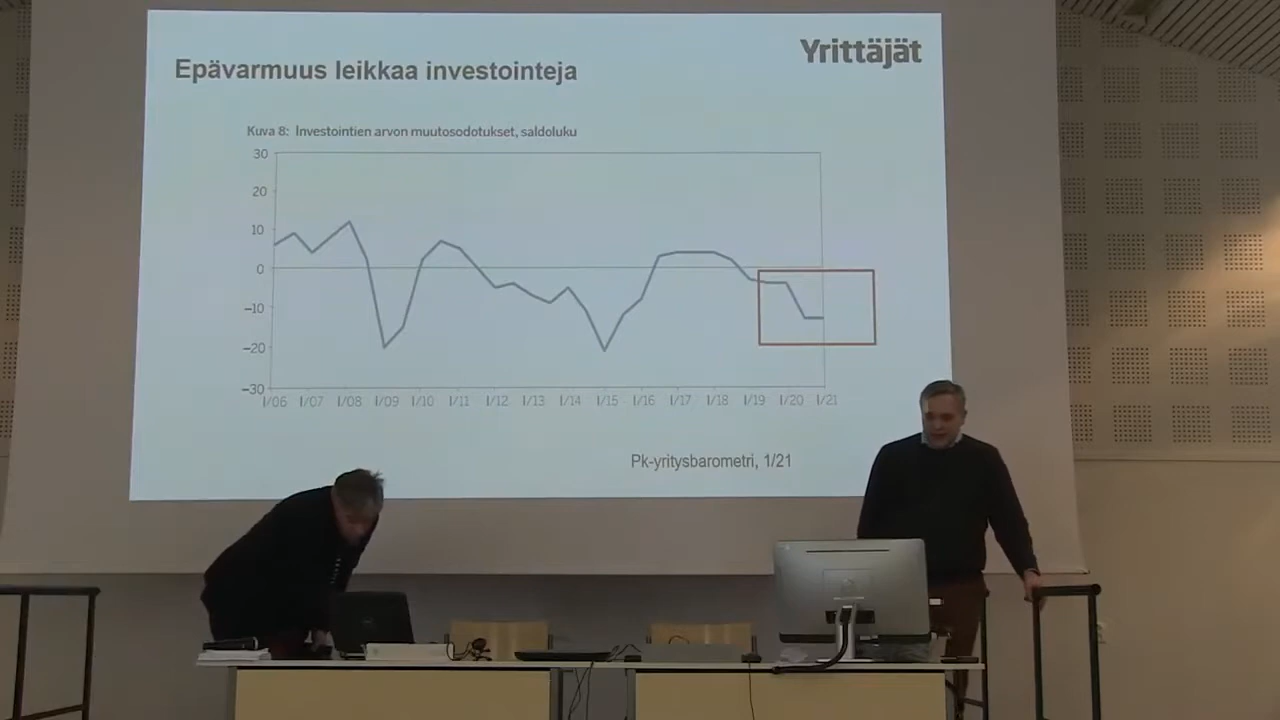 Yrittäjät
Epävarmuus leikkaa investointeja
Kuva 8: Investointien arvon muutosodotukset, saldoluku
30
20
10
0
−10
−20
−30
I/06 I/07 I/08 I/09 I/10 I/11 I/12 I/13 I/14 I/15 I/16 I/17 I/18 I/19 I/20 I/21
Pk-yritysbarometri, 1/21